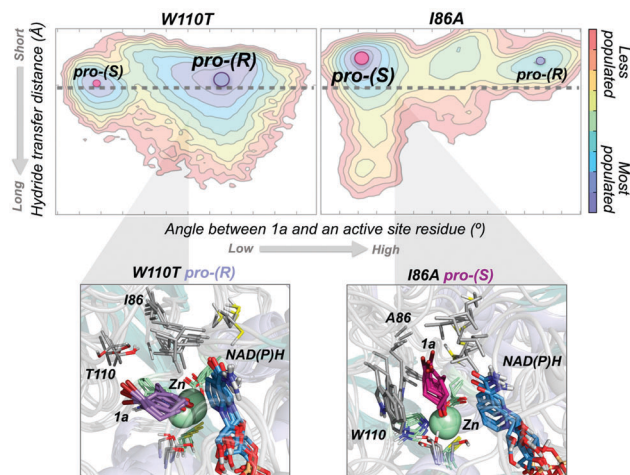 W110T
I86A
Short
Long
Hydride transfer distance (Å)
pro-(S)
pro-(R)
pro-(S)
pro-(R)
Less
populated
Most
populated
Angle between 1a and an active site residue (º)
Low
High
W110T pro-(R)
I86A pro-(S)
I86
T110
Zn
NAD(P)H
1a
A86
1a
NAD(P)H
W110
Zn